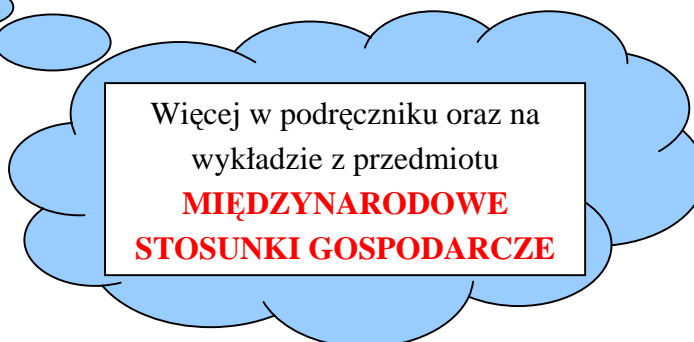 Więcej w podręczniku oraz na
wykładzie z przedmiotu
MIĘDZYNARODOWE
STOSUNKI GOSPODARCZE